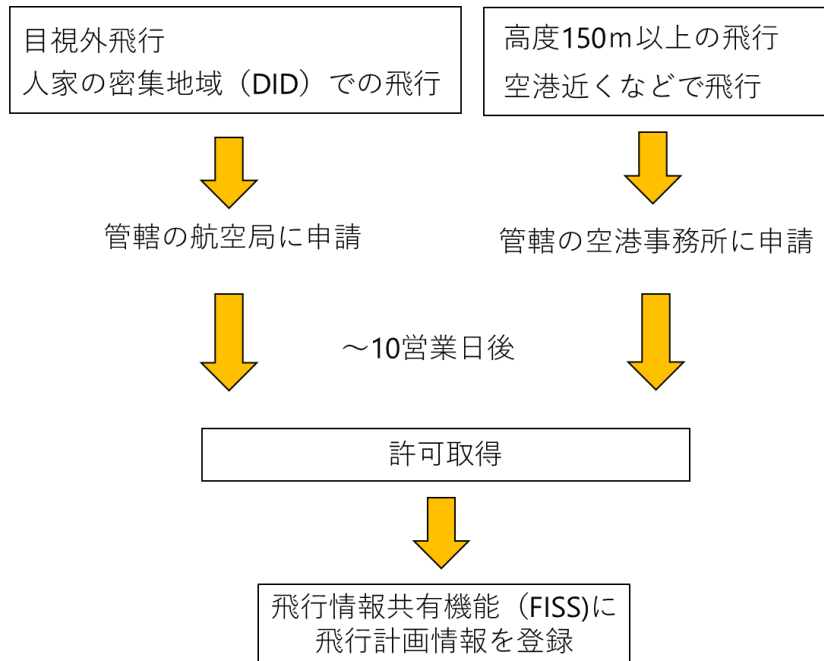 目視外飛行
人家の密集地域（DID）での飛行
高度150ｍ以上の飛行
空港近くなどで飛行
管轄の航空局に申請
管轄の空港事務所に申請
～10営業日後
許可取得
飛行情報共有機能（FISS)に
飛行計画情報を登録